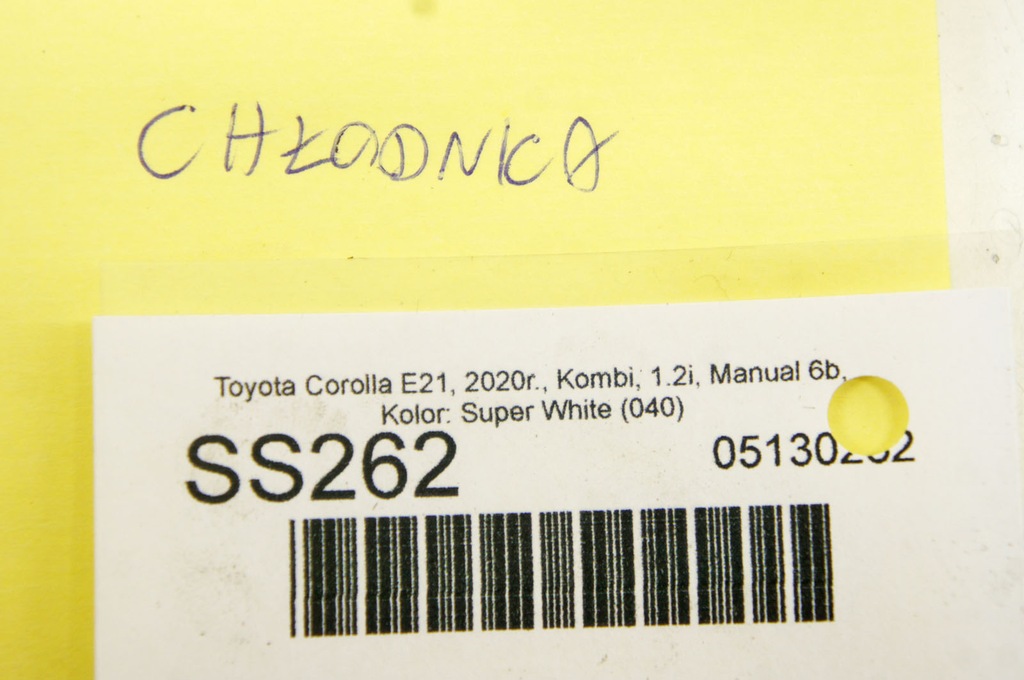 CHŁODNICA
Toyota Corolla E21, 2020r., Kombi, 1.2i, Manual 6b,
Kolor: Super White (040)
SS262